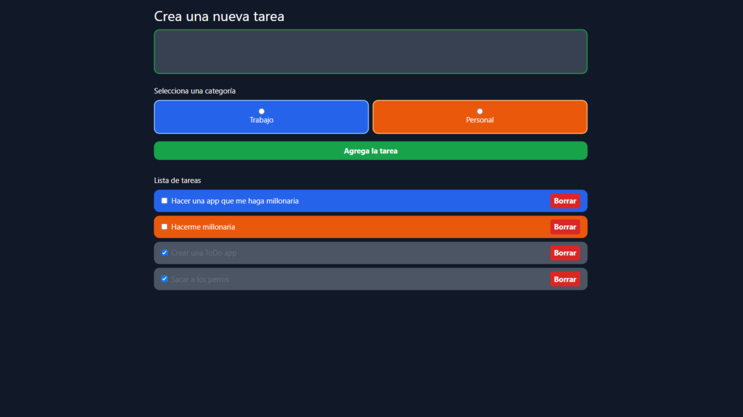 Crea una nueva tarea
Selecciona una categoría
Trabajo
Personal
Agrega la tarea
Lista de tareas
Hacer una app que me haga millonaria
Borrar
Hacerme millonaria
Borrar
Crear una ToDo app
Borrar
Sacar a los perros
Borrar